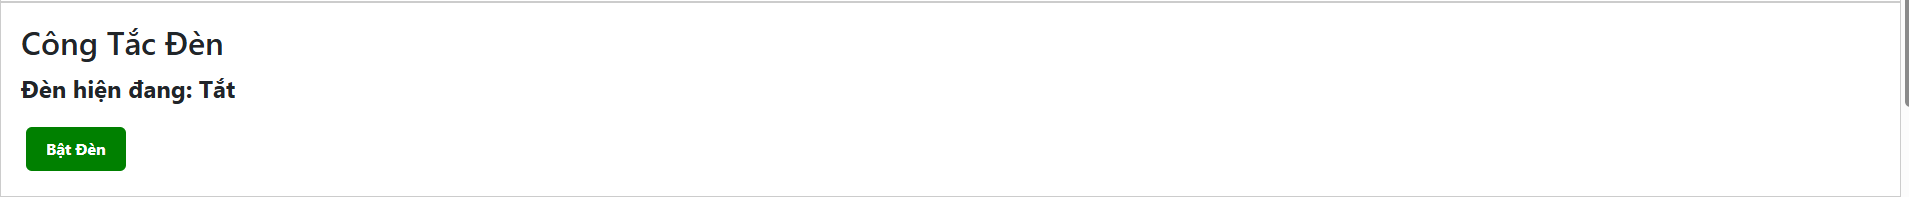 Công Tắc Đèn
Đèn hiện đang: Tắt
Bật Đèn